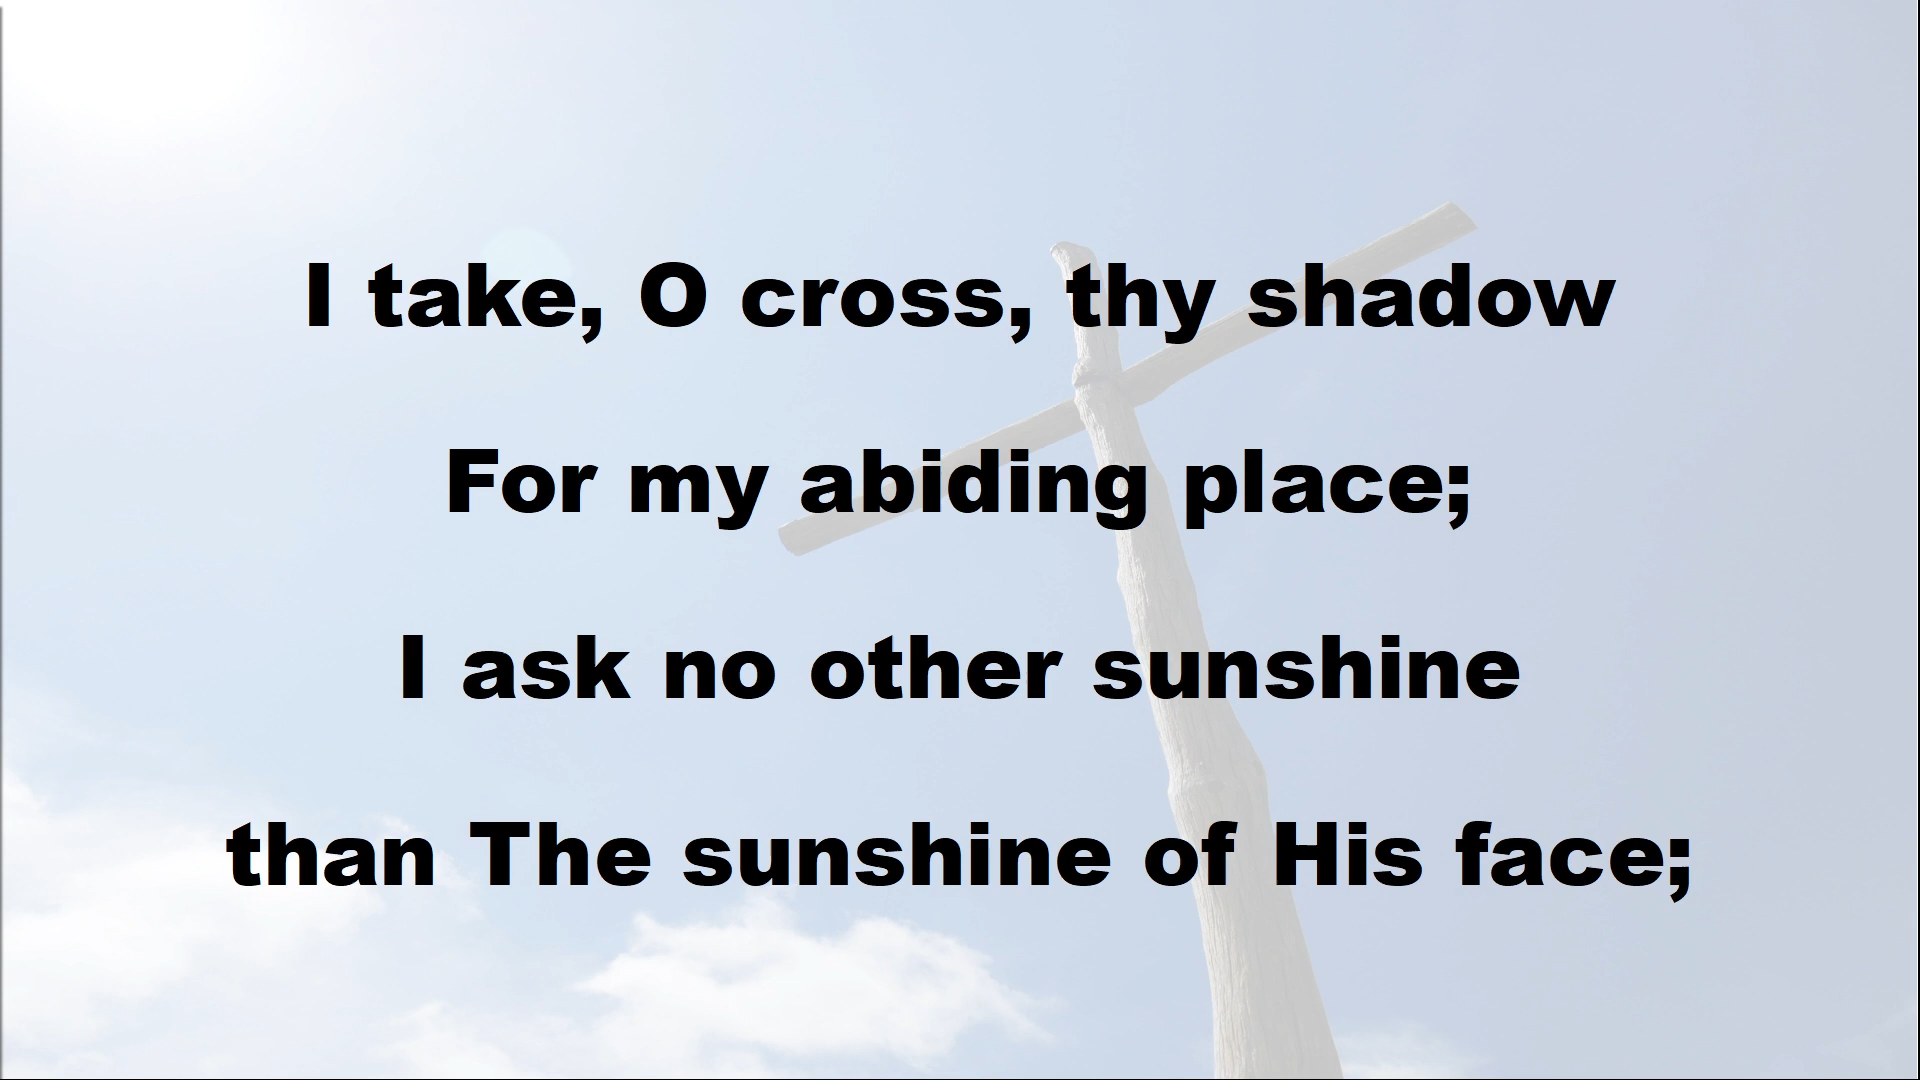 I take, O cross, thy shadow
For my abiding place;
I ask no other sunshine
than The sunshine of His face;